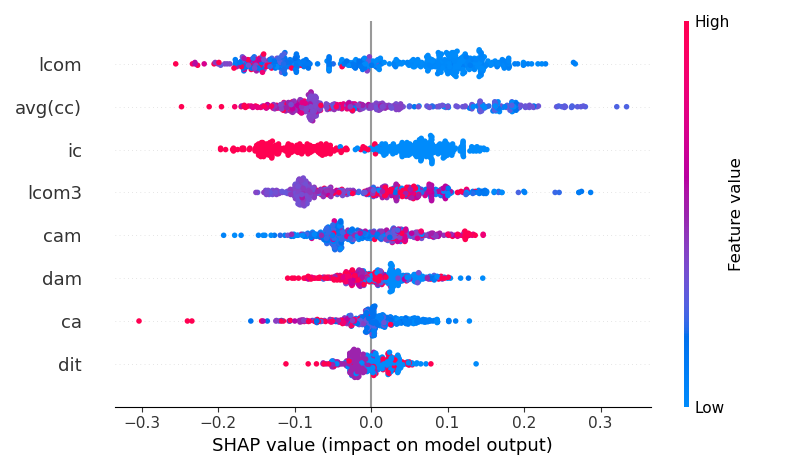 High
lcom
avg(cc)
ic
lcom3
cam
dam
ca
dit
Feature value
Low
−0.3 −0.2 −0.1 0.0 0.1 0.2 0.3
SHAP value (impact on model output)